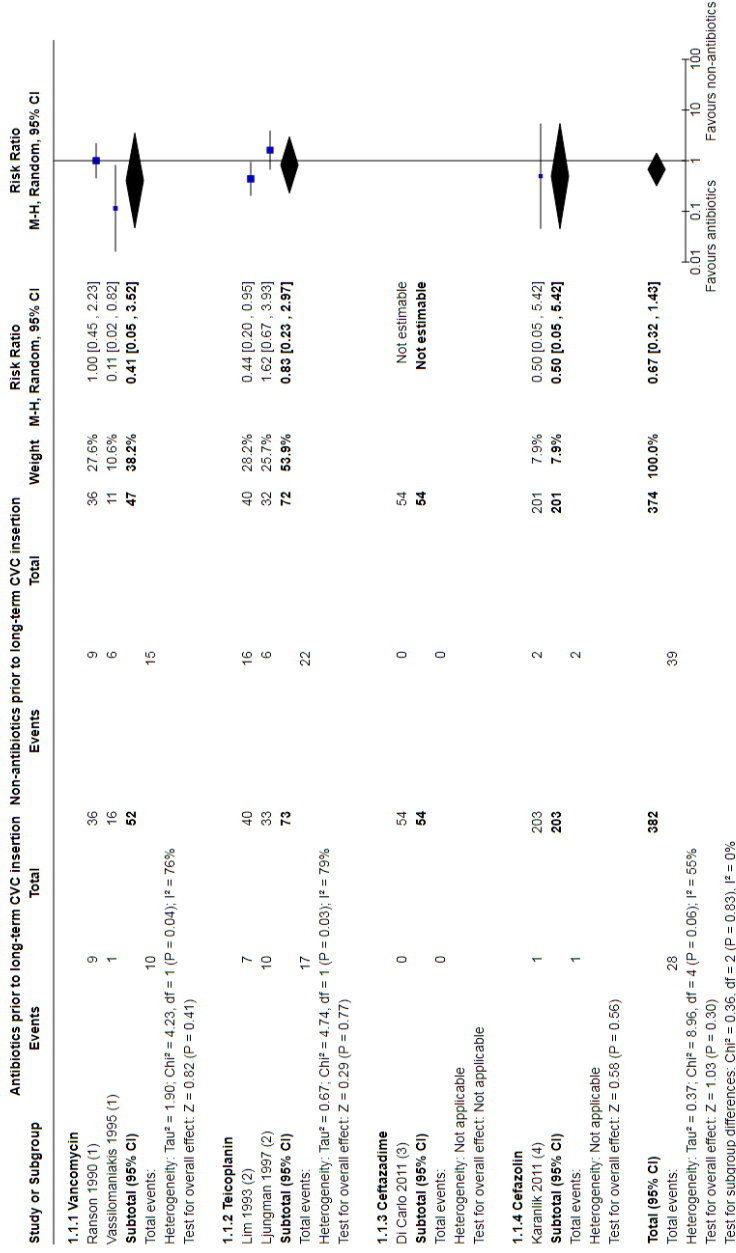 Antibiotics prior to long-term CVC insertion Non-antibiotics prior to long-term CVC insertion Risk Ratio Risk Ratio
Study or Subgroup Events Total Events Total Weight M-H, Random, 95% CI M-H, Random, 95% CI
1.1.1 Vancomycin
Ranson 1990 (1) 9 36 9 36 27.6% 1.00 [0.45 , 2.23]
Vassilomaniakis 1995 (1) 1 16 6 11 10.6% 0.11 [0.02 , 0.82]
Subtotal (95% CI) 52 47 38.2% 0.41 [0.05 , 3.52]
Total events: 10 15
Heterogeneity: Tau² = 1.90; Chi² = 4.23, df = 1 (P = 0.04); I² = 76%
Test for overall effect: Z = 0.82 (P = 0.41)
1.1.2 Teicoplanin
Lim 1993 (2) 7 40 16 40 28.2% 0.44 [0.20 , 0.95]
Ljungman 1997 (2) 10 33 6 32 25.7% 1.62 [0.67 , 3.93]
Subtotal (95% CI) 73 72 53.9% 0.83 [0.23 , 2.97]
Total events: 17 22
Heterogeneity: Tau² = 0.67; Chi² = 4.74, df = 1 (P = 0.03); I² = 79%
Test for overall effect: Z = 0.29 (P = 0.77)
1.1.3 Ceftazadime
Di Carlo 2011 (3) 0 54 0 54 Not estimable
Subtotal (95% CI) 54 54 Not estimable
Total events: 0 0
Heterogeneity: Not applicable
Test for overall effect: Not applicable
1.1.4 Cefazolin
Karanlik 2011 (4) 1 203 2 201 7.9% 0.50 [0.05 , 5.42]
Subtotal (95% CI) 203 201 7.9% 0.50 [0.05 , 5.42]
Total events: 1 2
Heterogeneity: Not applicable
Test for overall effect: Z = 0.58 (P = 0.56)
Total (95% CI) 382 374 100.0% 0.67 [0.32 , 1.43]
Total events: 28 39
Heterogeneity: Tau² = 0.37; Chi² = 8.96, df = 4 (P = 0.06); I² = 55%
Test for overall effect: Z = 1.03 (P = 0.30)
Test for subgroup differences: Chi² = 0.36, df = 2 (P = 0.83), I² = 0%
0.01 0.1 1 10 100
Favours antibiotics Favours non-antibiotics